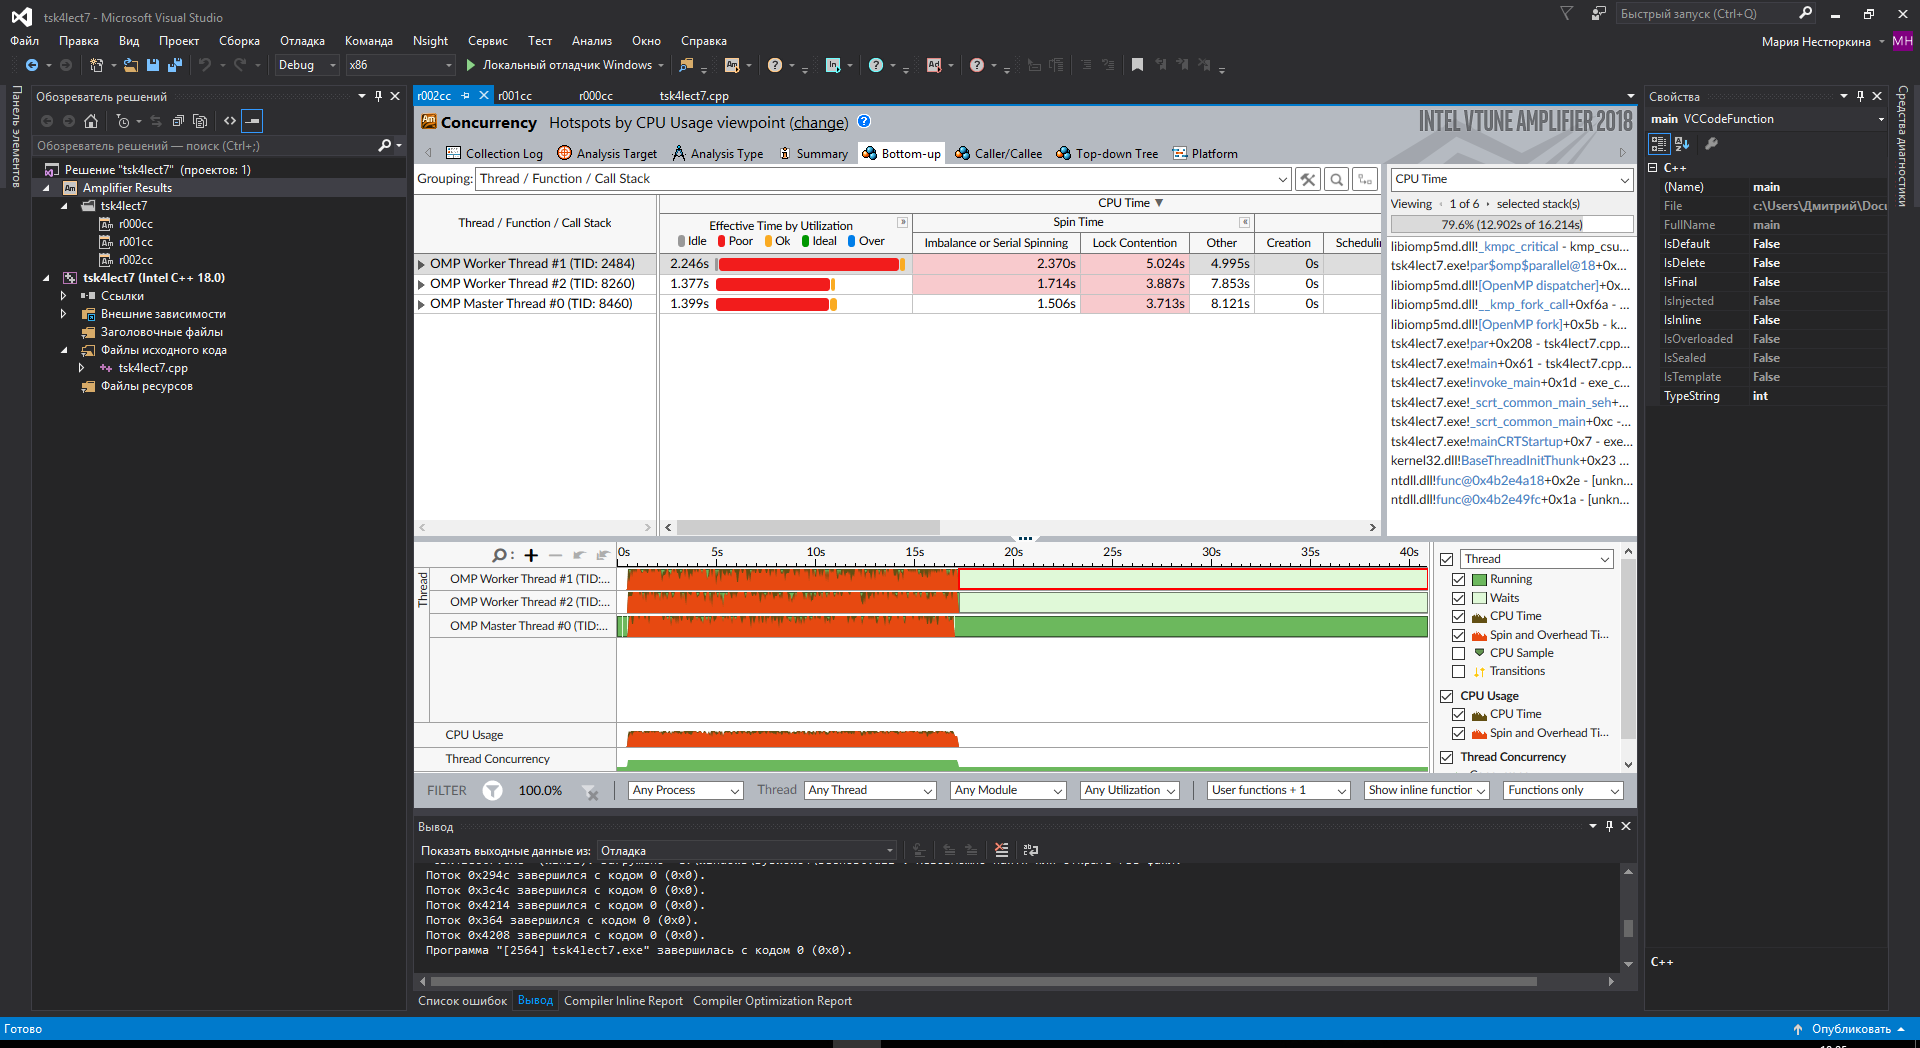 tsk4lect7 - Microsoft Visual Studio
Быстрый запуск (Ctrl+Q)
Файл Правка Вид Проект Сборка Отладка Команда Nsight Сервис Тест Анализ Окно Справка
Мария Нестюркина MH
Debug x86 Локальный отладчик Windows
Панель элементов
Обозреватель решений
Обозреватель решений — поиск (Ctrl+;)
Решение "tsk4lect7" (проектов: 1)
Amplifier Results
tsk4lect7
r000cc
r001cc
r002cc
tsk4lect7 (Intel C++ 18.0)
Ссылки
Внешние зависимости
Заголовочные файлы
Файлы исходного кода
tsk4lect7.cpp
Файлы ресурсов
r002cc r001cc r000cc tsk4lect7.cpp
Concurrency Hotspots by CPU Usage viewpoint (change)
INTEL VTUNE AMPLIFIER 2018
Collection Log Analysis Target Analysis Type Summary Bottom-up Caller/Callee Top-down Tree Platform
Grouping: Thread / Function / Call Stack
Thread / Function / Call Stack
CPU Time
Effective Time by Utilization
Idle Poor Ok Ideal Over
Spin Time
Imbalance or Serial Spinning Lock Contention Other Creation Schedulin
OMP Worker Thread #1 (TID: 2484) 2.246s 2.370s 5.024s 4.995s 0s
OMP Worker Thread #2 (TID: 8260) 1.377s 1.714s 3.887s 7.853s 0s
OMP Master Thread #0 (TID: 8460) 1.399s 1.506s 3.713s 8.121s 0s
CPU Time
Viewing 1 of 6 selected stack(s)
79.6% (12.902s of 16.214s)
libiomp5md.dll!_kmpc_critical - kmp_csu...
tsk4lect7.exe!par$omp$parallel@18+0x...
libiomp5md.dll![OpenMP dispatcher]+0x...
libiomp5md.dll!__kmp_fork_call+0xf6a - ...
libiomp5md.dll![OpenMP fork]+0x5b - k...
tsk4lect7.exe!par+0x208 - tsk4lect7.cpp...
tsk4lect7.exe!main+0x61 - tsk4lect7.cpp...
tsk4lect7.exe!invoke_main+0x1d - exe_c...
tsk4lect7.exe!_scrt_common_main_seh+...
tsk4lect7.exe!_scrt_common_main+0xc - ...
tsk4lect7.exe!mainCRTStartup+0x7 - exe...
kernel32.dll!BaseThreadInitThunk+0x23 ...
ntdll.dll!func@0x4b2e4a18+0x2e - [unkn...
ntdll.dll!func@0x4b2e49fc+0x1a - [unkn...
0s 5s 10s 15s 20s 25s 30s 35s 40s
Thread
OMP Worker Thread #1 (TID:...
OMP Worker Thread #2 (TID:...
OMP Master Thread #0 (TID:...
CPU Usage
Thread Concurrency
Thread
Running
Waits
CPU Time
Spin and Overhead Ti...
CPU Sample
Transitions
CPU Usage
CPU Time
Spin and Overhead Ti...
Thread Concurrency
FILTER 100.0% Any Process Thread Any Thread Any Module Any Utilization User functions + 1 Show inline function Functions only
Вывод
Показать выходные данные из: Отладка
Поток 0x294c завершился с кодом 0 (0x0).
Поток 0x3c4c завершился с кодом 0 (0x0).
Поток 0x4214 завершился с кодом 0 (0x0).
Поток 0x364 завершился с кодом 0 (0x0).
Поток 0x4208 завершился с кодом 0 (0x0).
Программа "[2564] tsk4lect7.exe" завершилась с кодом 0 (0x0).
Список ошибок Вывод Compiler Inline Report Compiler Optimization Report
Свойства
main VCCodeFunction
C++
(Name) main
File c:\Users\Дмитрий\Docu
FullName main
IsDefault False
IsDelete False
IsFinal False
IsInjected False
IsInline False
IsOverloaded False
IsSealed False
IsTemplate False
TypeString int
C++
Средства диагностики
Готово
Опубликовать